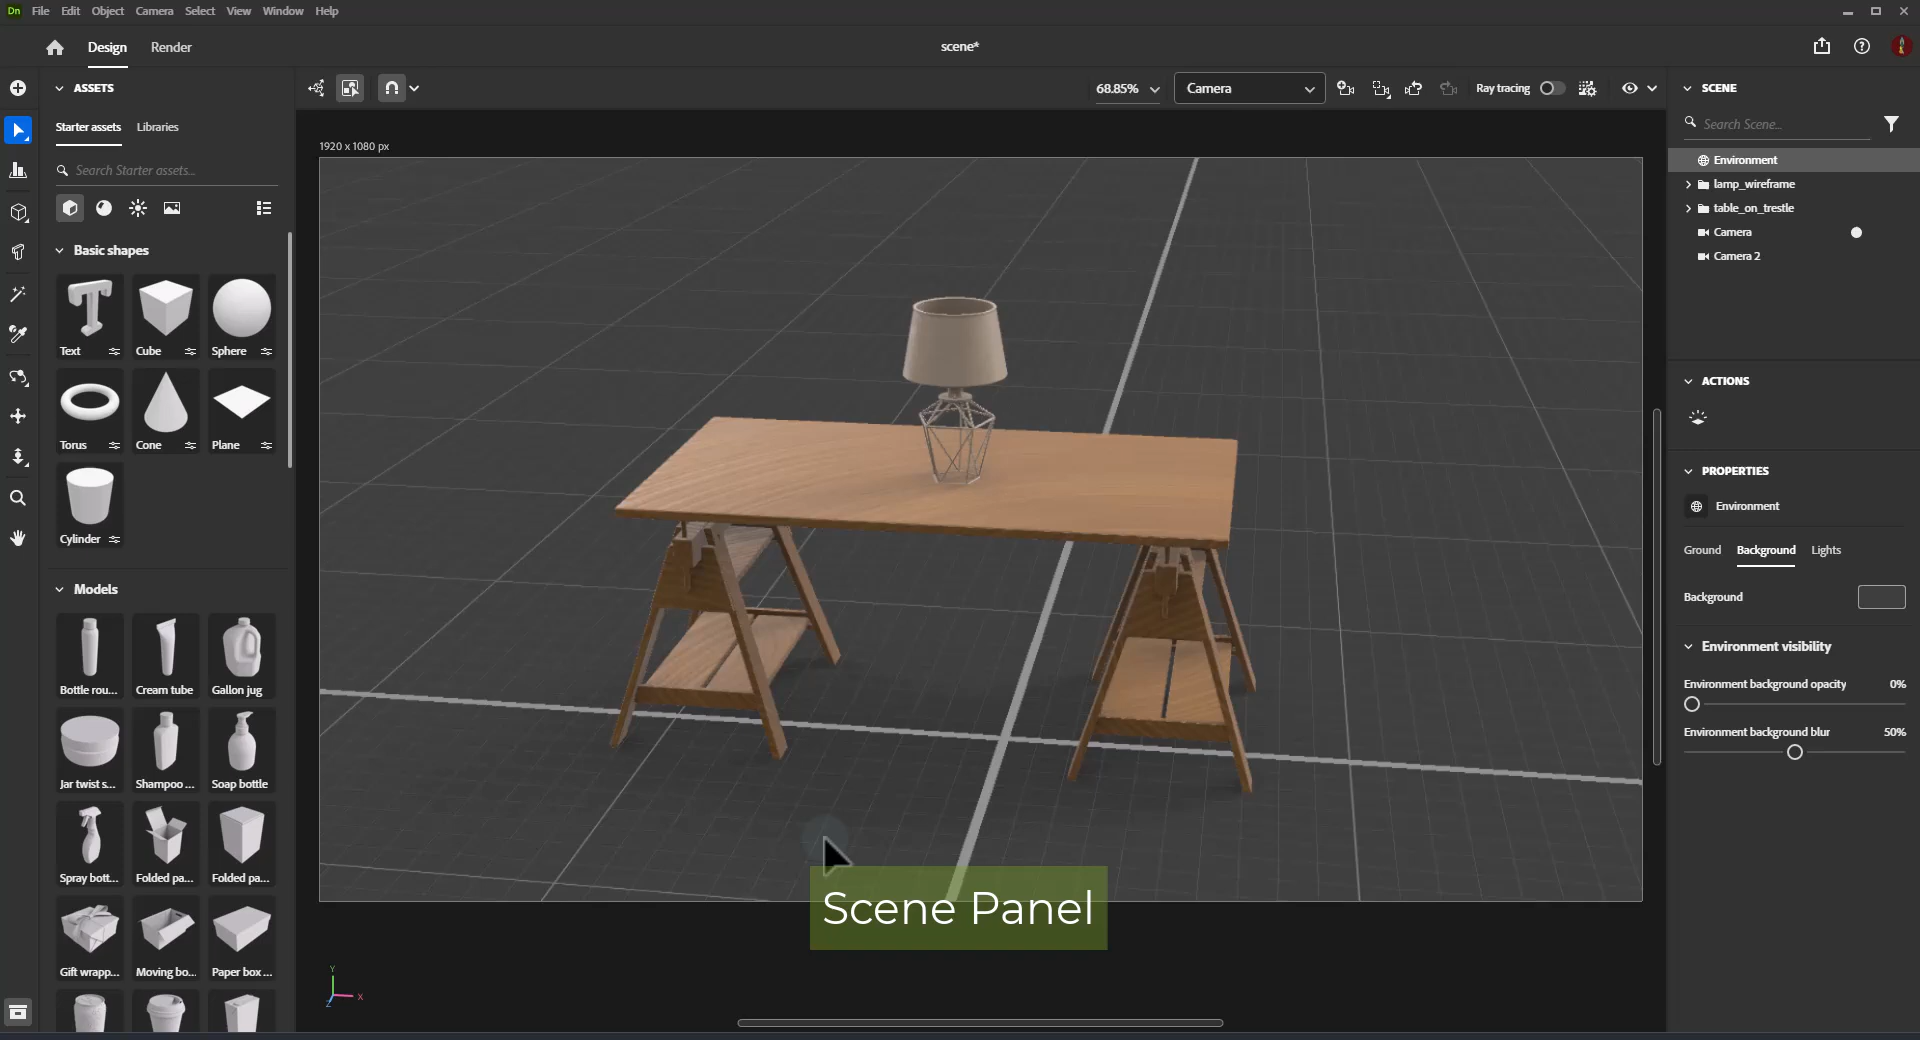 Dn File Edit Object Camera Select View Window Help
Design Render scene*
ASSETS
Starter assets Libraries
Search Starter assets...
Basic shapes
Text Cube Sphere
Torus Cone Plane
Cylinder
Models
Bottle rou... Cream tube Gallon jug
Jar twist s... Shampoo ... Soap bottle
Spray bott... Folded pa... Folded pa...
Gift wrapp... Moving bo... Paper box ...
68.85% Camera Ray tracing
1920 x 1080 px
Scene Panel
Y
X
Z
SCENE
Search Scene...
Environment
lamp_wireframe
table_on_trestle
Camera
Camera 2
ACTIONS
PROPERTIES
Environment
Ground Background Lights
Background
Environment visibility
Environment background opacity 0%
Environment background blur 50%